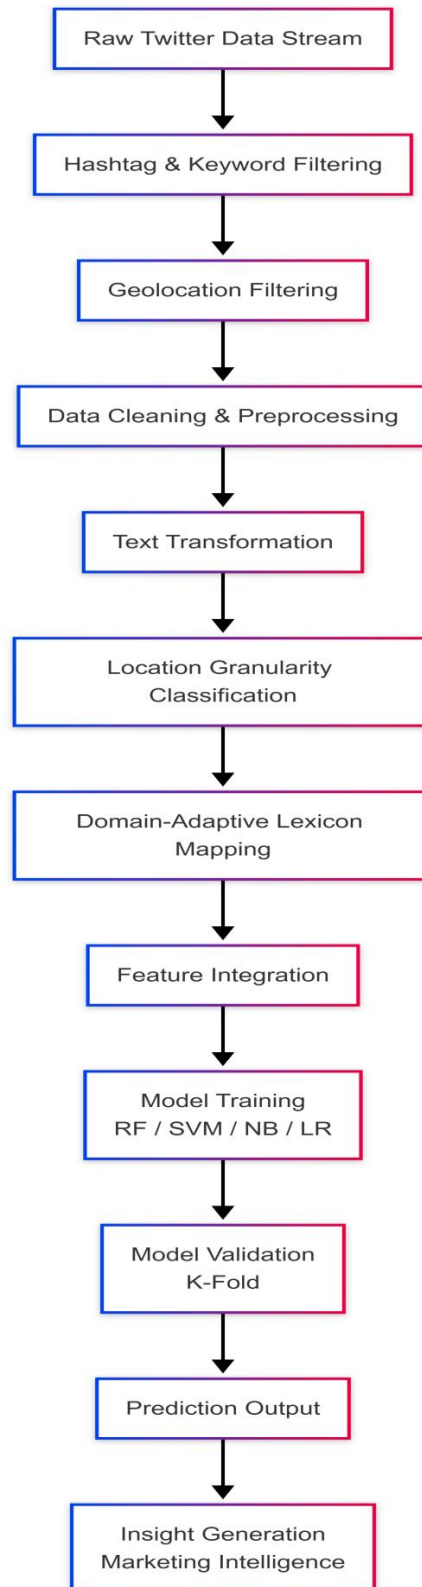 Raw Twitter Data Stream
Hashtag & Keyword Filtering
Geolocation Filtering
Data Cleaning & Preprocessing
Text Transformation
Location Granularity
Classification
Domain-Adaptive Lexicon
Mapping
Feature Integration
Model Training
RF / SVM / NB / LR
Model Validation
K-Fold
Prediction Output
Insight Generation
Marketing Intelligence